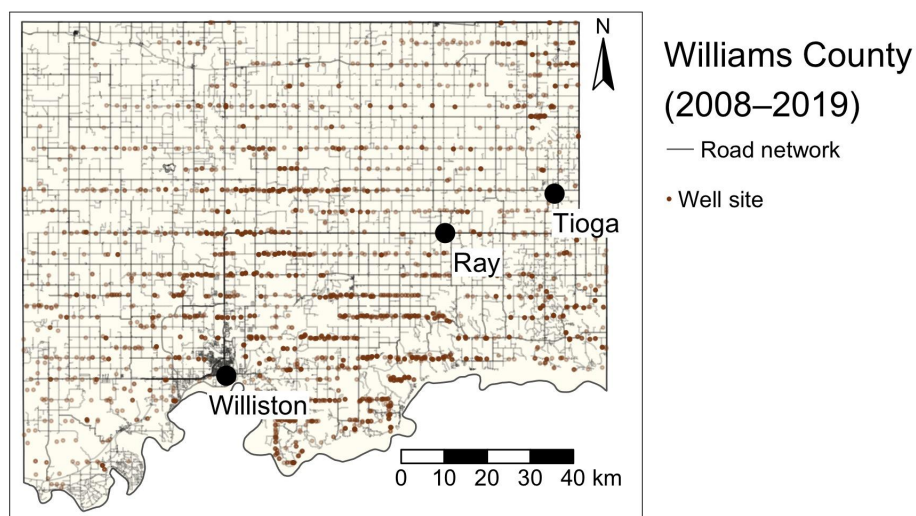 N
Williams County
(2008–2019)
Road network
Well site
Tioga
Ray
Williston
0 10 20 30 40 km